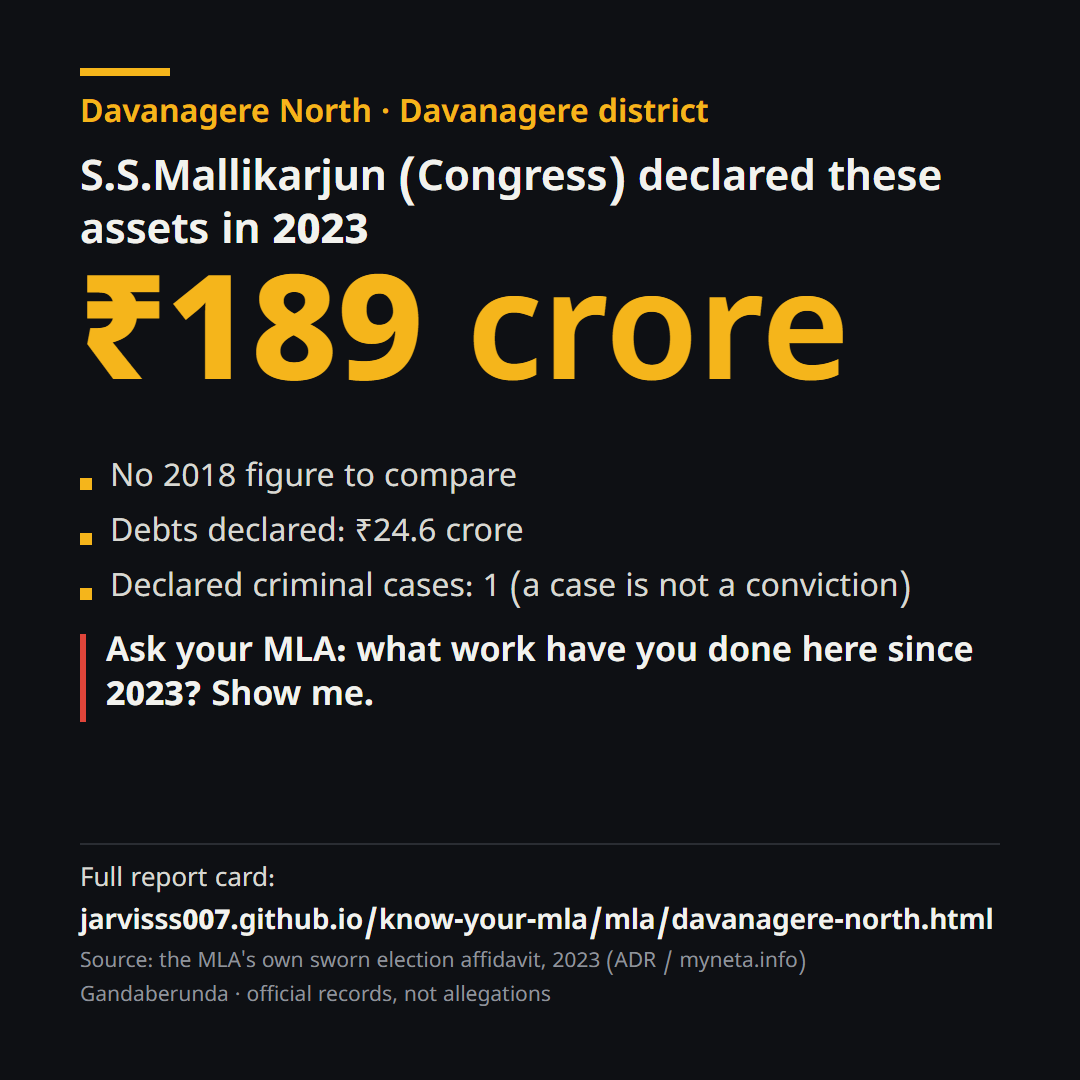 Davanagere North · Davanagere district
S.S.Mallikarjun (Congress) declared these
assets in 2023
₹189 crore
No 2018 figure to compare
Debts declared: ₹24.6 crore
Declared criminal cases: 1 (a case is not a conviction)
Ask your MLA: what work have you done here since
2023? Show me.
Full report card:
jarvisss007.github.io/know-your-mla/mla/davanagere-north.html
Source: the MLA's own sworn election affidavit, 2023 (ADR / myneta.info)
Gandaberunda · official records, not allegations